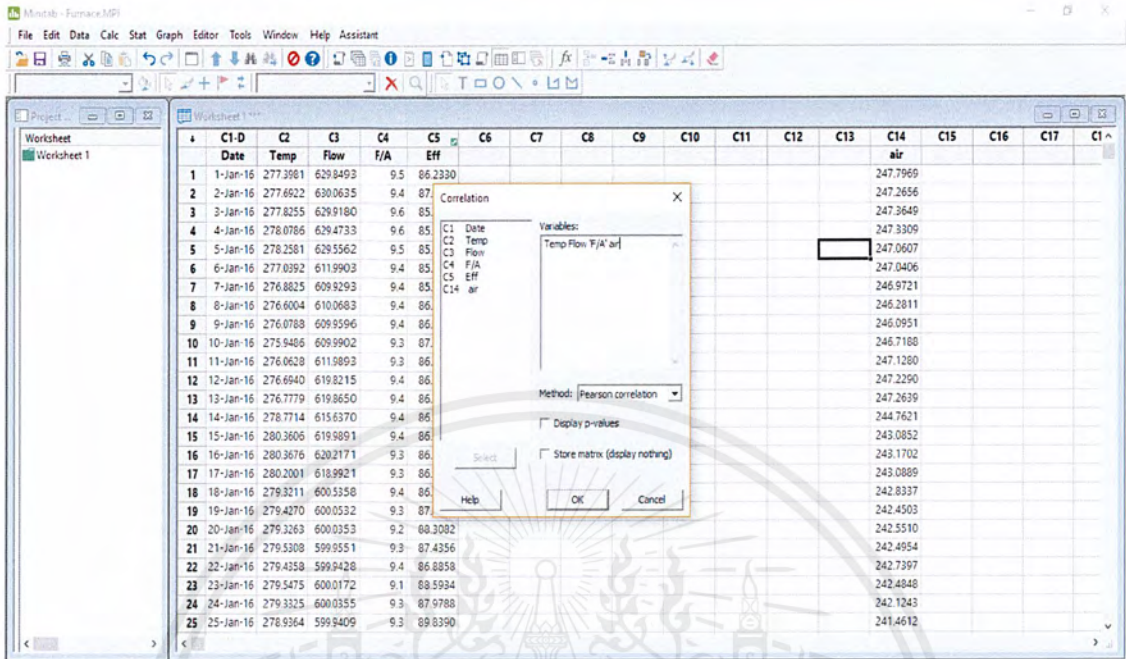 Minitab - Furnace.MPJ
File Edit Data Calc Stat Graph Editor Tools Window Help Assistant
Project ...
Worksheet 1 ***
Worksheet
Worksheet 1
C1-D C2 C3 C4 C5 C6 C7 C8 C9 C10 C11 C12 C13 C14 C15 C16 C17 C1
Date Temp Flow F/A Eff air
1 1-Jan-16 277.3981 629.8493 9.5 86.2330 247.7969
2 2-Jan-16 277.6922 630.0635 9.4 87. 247.2656
3 3-Jan-16 277.8255 629.9180 9.6 85. 247.3649
4 4-Jan-16 278.0786 629.4733 9.6 85. 247.3309
5 5-Jan-16 278.2581 629.5562 9.5 85. 247.0607
6 6-Jan-16 277.0392 611.9903 9.4 85. 247.0406
7 7-Jan-16 276.8825 609.9293 9.4 85. 246.9721
8 8-Jan-16 276.6004 610.0683 9.4 86. 246.2811
9 9-Jan-16 276.0788 609.9596 9.4 86. 246.0951
10 10-Jan-16 275.9486 609.9902 9.3 87. 246.7188
11 11-Jan-16 276.0628 611.9893 9.3 86. 247.1280
12 12-Jan-16 276.6940 619.8215 9.4 86. 247.2290
13 13-Jan-16 276.7779 619.8650 9.4 86. 247.2639
14 14-Jan-16 278.7714 615.6370 9.4 86 244.7621
15 15-Jan-16 280.3606 619.9891 9.4 86. 243.0852
16 16-Jan-16 280.3676 620.2171 9.3 86. 243.1702
17 17-Jan-16 280.2001 618.9921 9.3 86. 243.0889
18 18-Jan-16 279.3211 600.5358 9.4 86. 242.8337
19 19-Jan-16 279.4270 600.0532 9.3 87. 242.4503
20 20-Jan-16 279.3263 600.0353 9.2 88.3082 242.5510
21 21-Jan-16 279.5308 599.9551 9.3 87.4356 242.4954
22 22-Jan-16 279.4358 599.9428 9.4 86.8858 242.7397
23 23-Jan-16 279.5475 600.0172 9.1 88.5934 242.4848
24 24-Jan-16 279.3325 600.0355 9.3 87.9788 242.1243
25 25-Jan-16 278.9364 599.9409 9.3 89.8390 241.4612
Correlation
C1 Date
C2 Temp
C3 Flow
C4 F/A
C5 Eff
C14 air
Variables:
Temp Flow 'F/A' air
Method: Pearson correlation
Display p-values
Store matrix (display nothing)
Select
Help OK Cancel